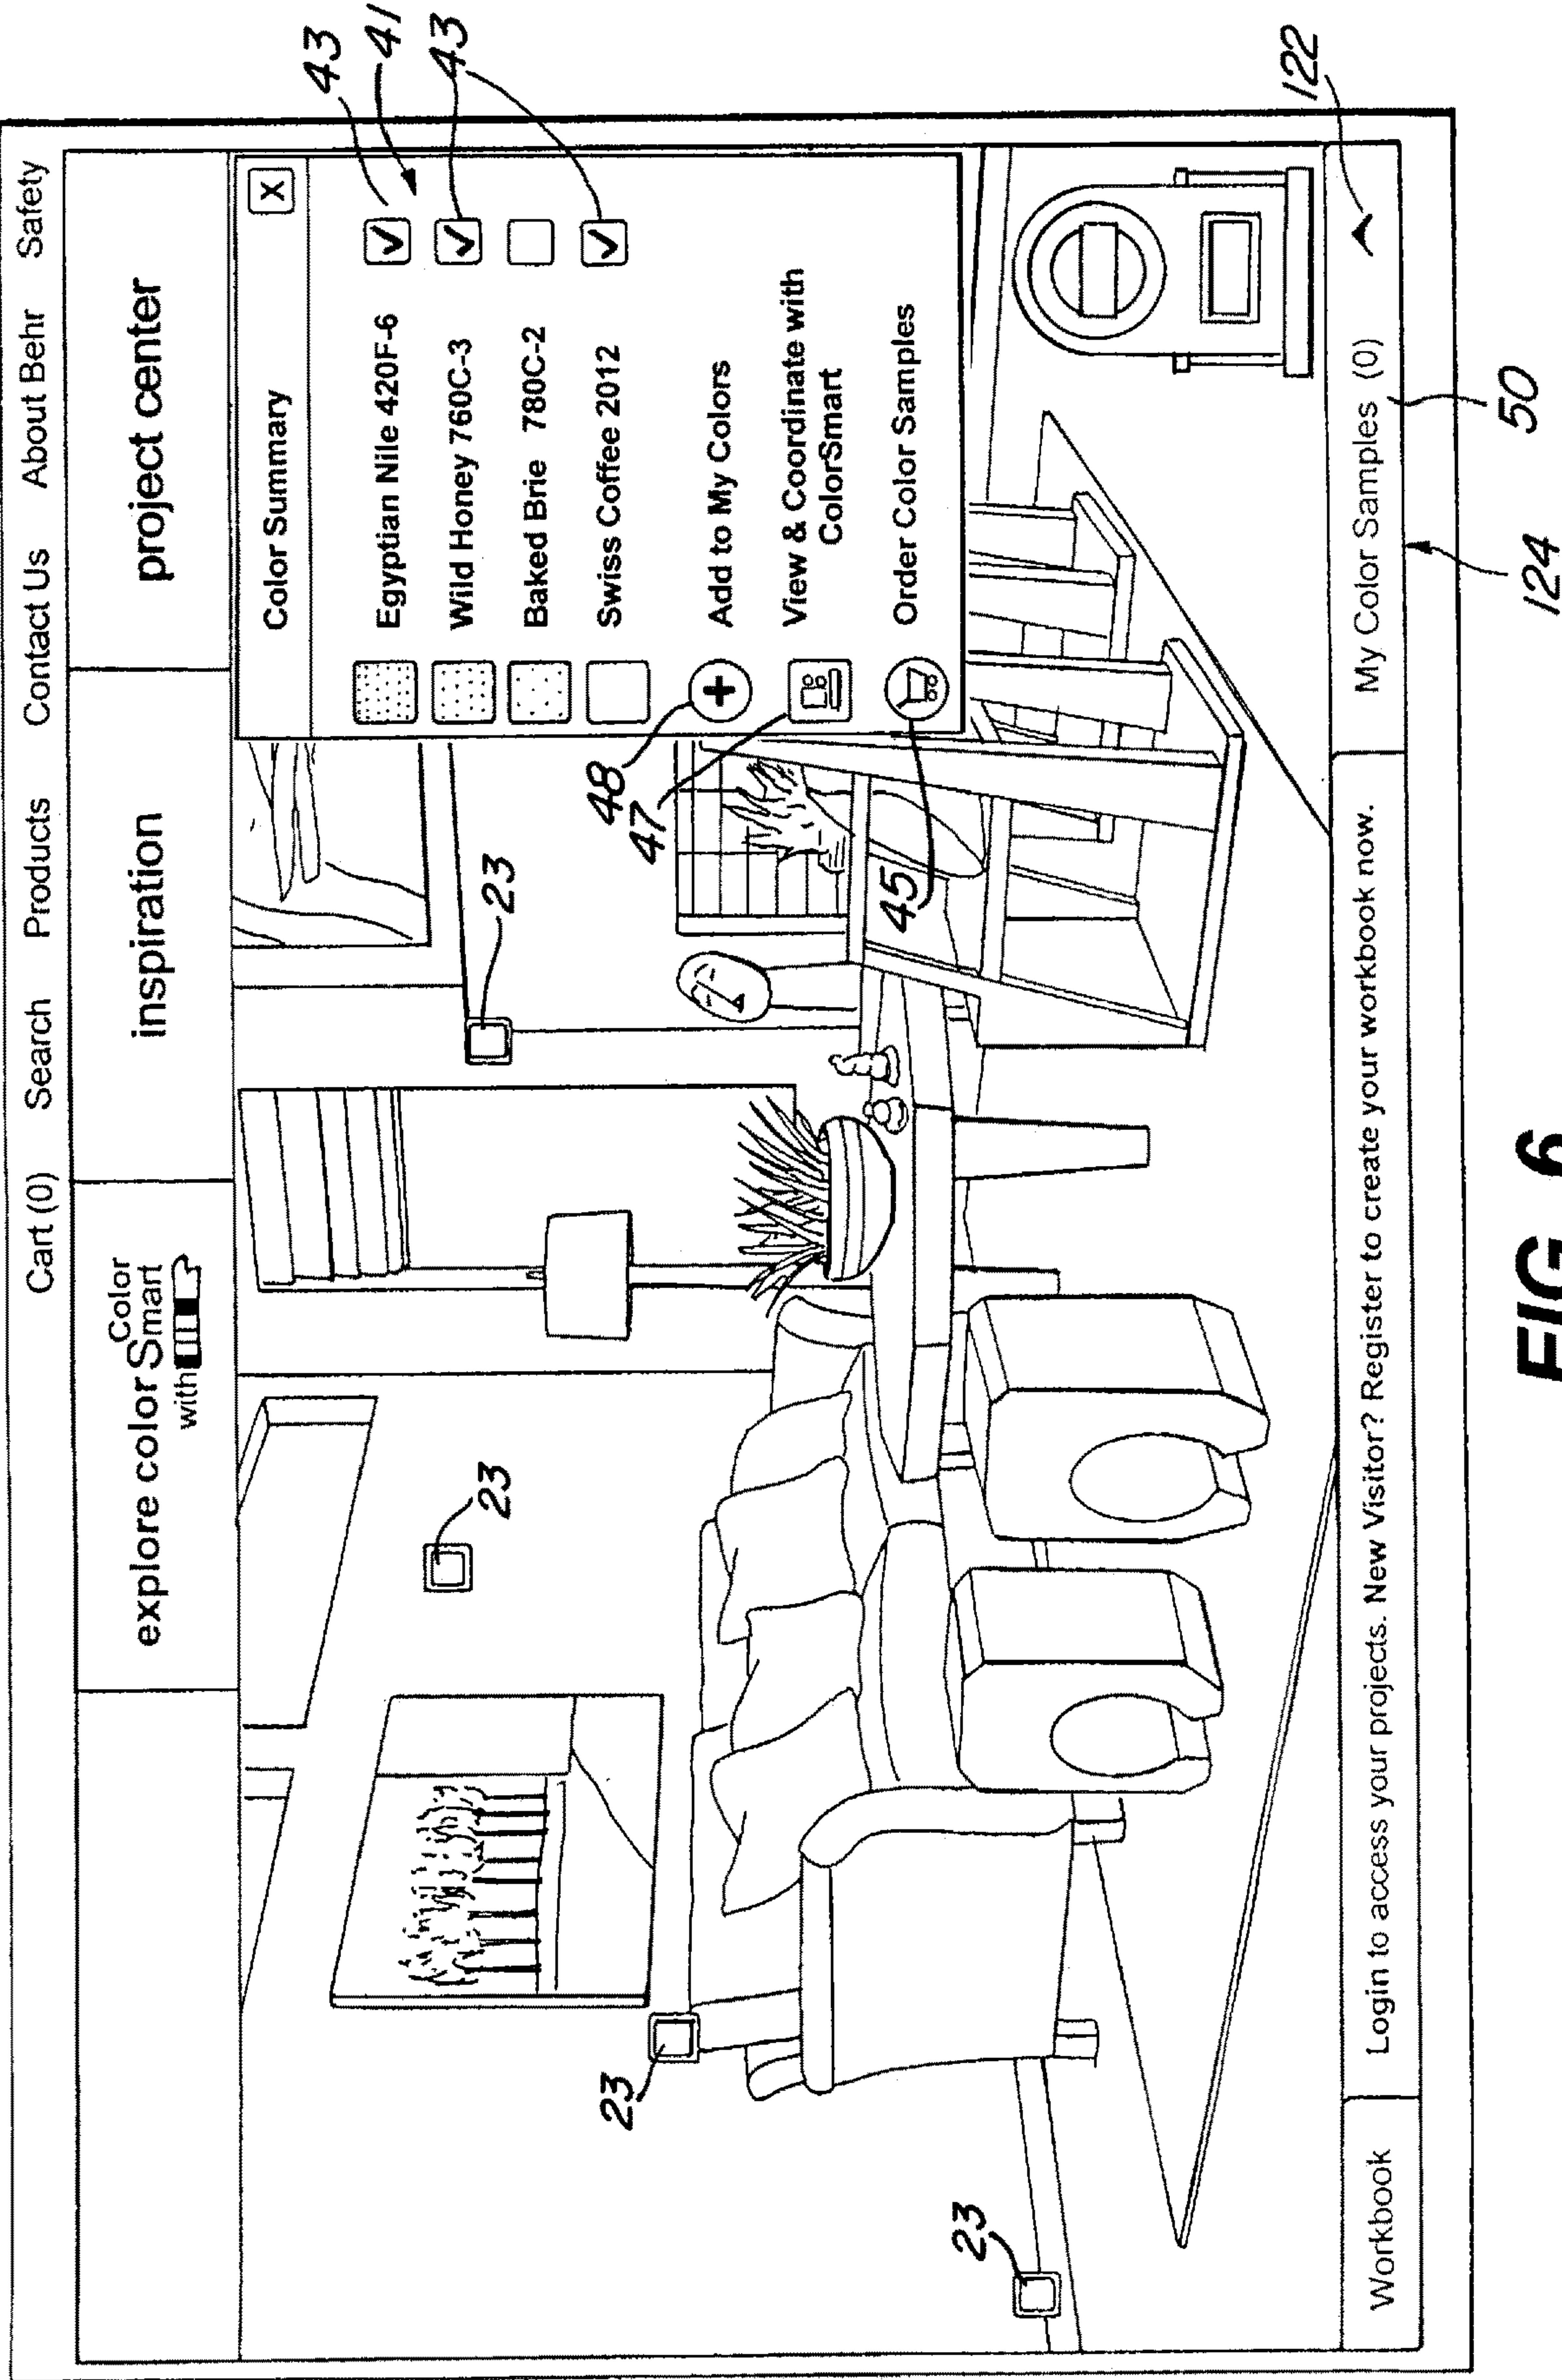 Cart (0) Search Products Contact Us About Behr Safety
explore color
with
Color
Smart
inspiration
project center
Color Summary
X
Egyptian Nile 420F-6
Wild Honey 760C-3
Baked Brie 780C-2
Swiss Coffee 2012
Add to My Colors
View & Coordinate with
ColorSmart
Order Color Samples
43
41
43
48
47
45
23
23
23
23
Workbook
Login to access your projects. New Visitor? Register to create your workbook now.
My Color Samples (0)
122
50
124
FIG. 6